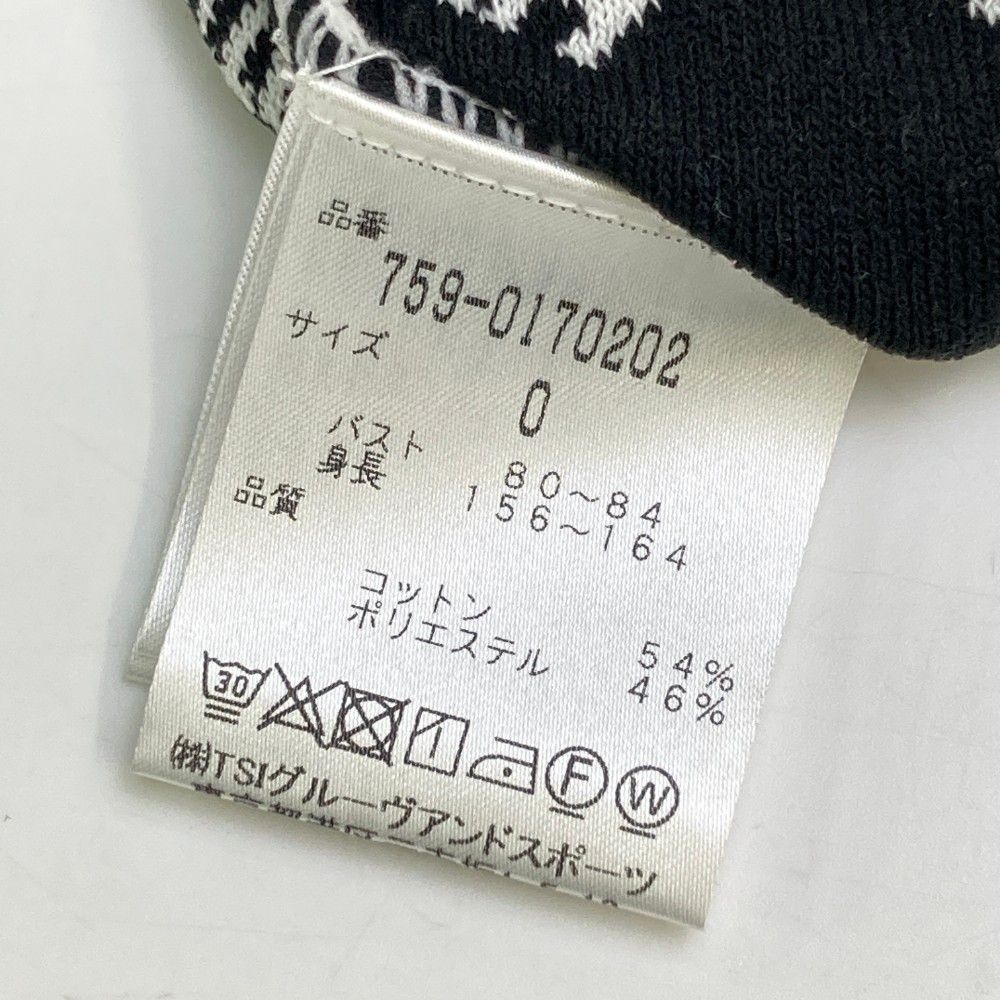 品番
759-0170202
サイズ
0
バスト 80～84
身長 156～164
品質
コットン 54%
ポリエステル 46%
30
F W
㈱TSIグルーヴアンドスポーツ